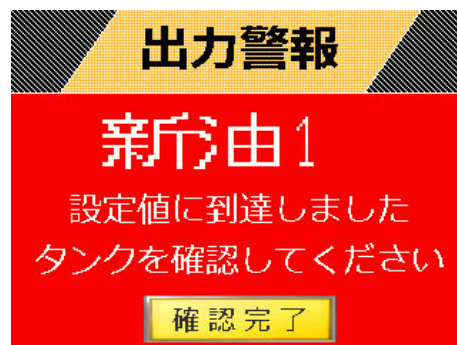 出力警報
新油1
設定値に到達しました
タンクを確認してください
確認完了